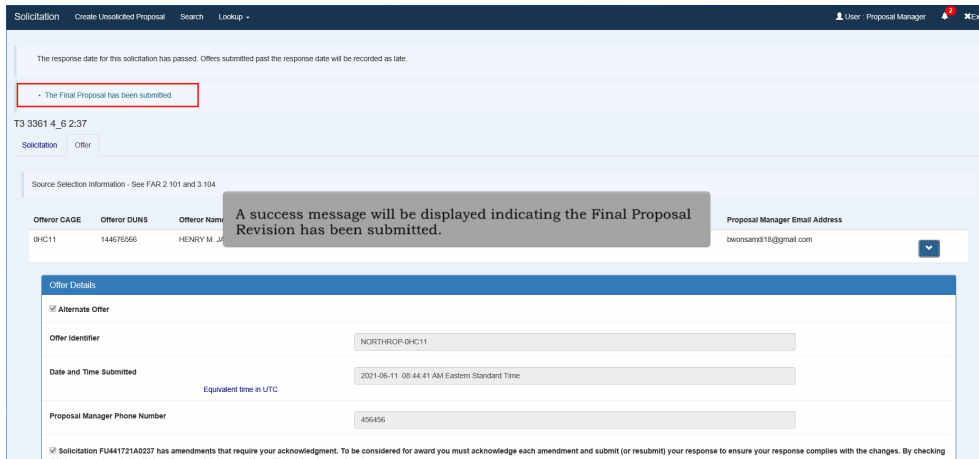 Solicitation Create Unsolicited Proposal Search Lookup User : Proposal Manager 2
The response date for this solicitation has passed. Offers submitted past the response date will be recorded as late.
The Final Proposal has been submitted.
T3 3361 4_6 2:37
Solicitation Offer
Source Selection Information - See FAR 2.101 and 3.104
A success message will be displayed indicating the Final Proposal
Revision has been submitted.
Offeror CAGE Offeror DUNS Offeror Name Proposal Manager Email Address
0HC11 144676566 HENRY M. bwonsamdi18@gmail.com
Offer Details
Alternate Offer
Offer Identifier NORTHROP-0HC11
Date and Time Submitted 2021-06-11 08:44:41 AM Eastern Standard Time
Equivalent time in UTC
Proposal Manager Phone Number 456456
Solicitation FU441721A0237 has amendments that require your acknowledgment. To be considered for award you must acknowledge each amendment and submit (or resubmit) your response to ensure your response complies with the changes. By checking